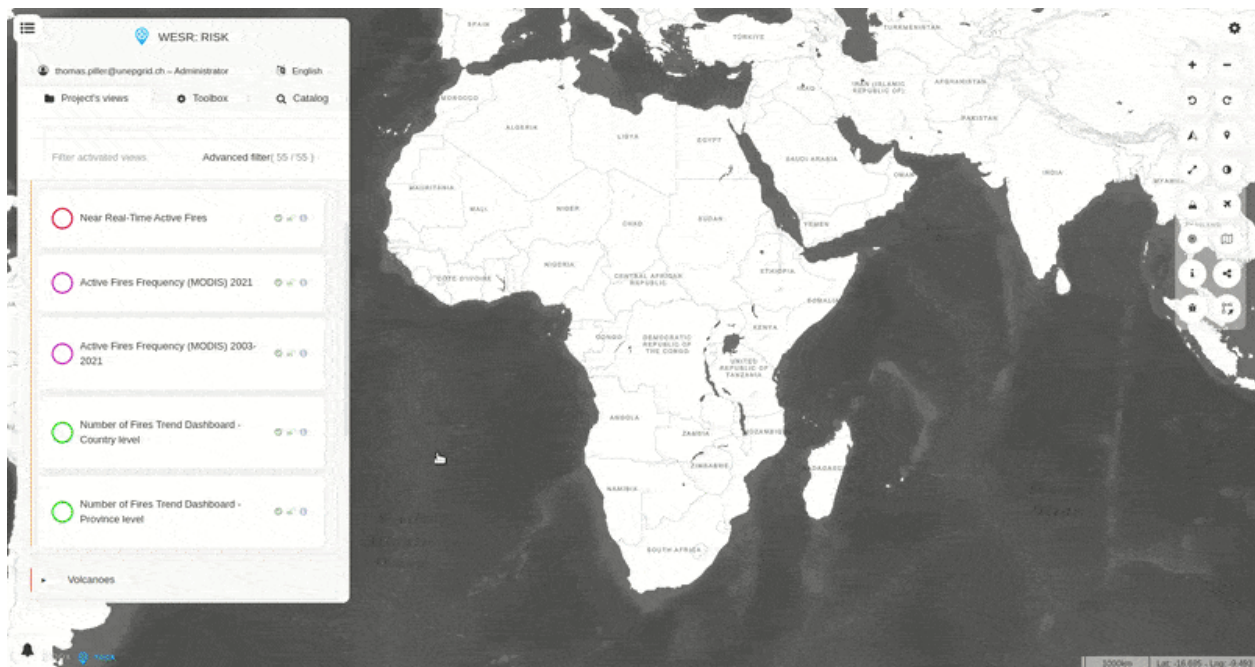 WESR: RISK
thomas.piller@unepgrid.ch – Administrator
English
Project's views
Toolbox
Catalog
Filter activated views
Advanced filter( 55 / 55 )
Near Real-Time Active Fires
Active Fires Frequency (MODIS) 2021
Active Fires Frequency (MODIS) 2003-
2021
Number of Fires Trend Dashboard -
Country level
Number of Fires Trend Dashboard -
Province level
Volcanoes
SPAIN
TÜRKIYE
TURKMENISTAN
MOROCCO
ALGERIA
LIBYA
EGYPT
IRAQ
IRAN (ISLAMIC
REPUBLIC OF)
AFGHANISTAN
PAKISTAN
SAUDI ARABIA
OMAN
INDIA
MAURITANIA
MALI
NIGER
CHAD
SUDAN
YEMEN
CÔTE D'IVOIRE
NIGERIA
CENTRAL AFRICAN
REPUBLIC
ETHIOPIA
SOMALIA
CONGO
DEMOCRATIC
REPUBLIC OF
THE CONGO
KENYA
UNITED
REPUBLIC OF
TANZANIA
ANGOLA
ZAMBIA
MOZAMBIQUE
ZIMBABWE
MADAGASCAR
NAMIBIA
SOUTH AFRICA
1000km